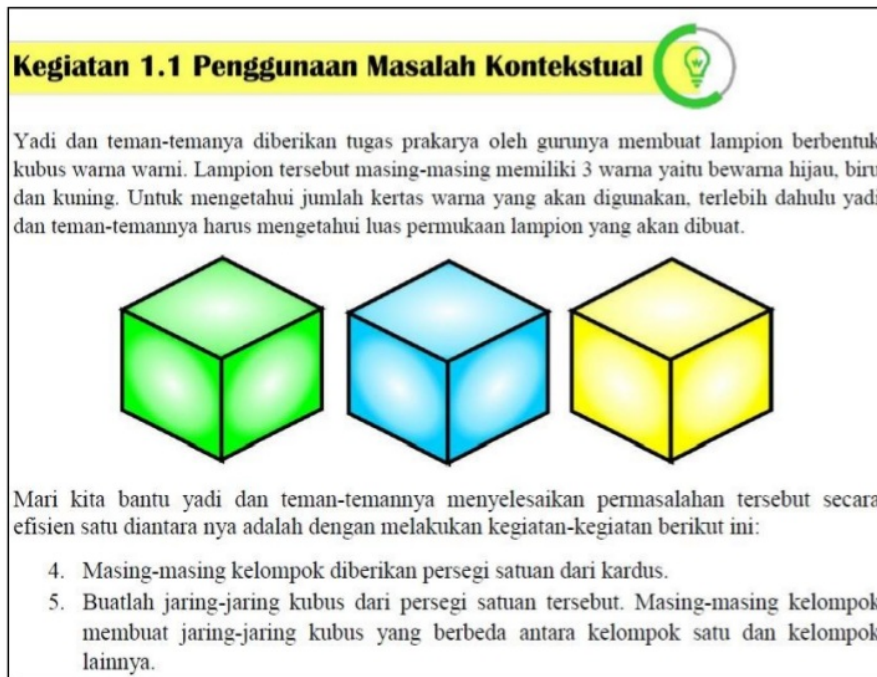 Kegiatan 1.1 Penggunaan Masalah Kontekstual
Yadi dan teman-temanya diberikan tugas prakarya oleh gurunya membuat lampion berbentuk
kubus warna warni. Lampion tersebut masing-masing memiliki 3 warna yaitu bewarna hijau, biru
dan kuning. Untuk mengetahui jumlah kertas warna yang akan digunakan, terlebih dahulu yadi
dan teman-temannya harus mengetahui luas permukaan lampion yang akan dibuat.
Mari kita bantu yadi dan teman-temannya menyelesaikan permasalahan tersebut secara
efisien satu diantara nya adalah dengan melakukan kegiatan-kegiatan berikut ini:
4. Masing-masing kelompok diberikan persegi satuan dari kardus.
5. Buatlah jaring-jaring kubus dari persegi satuan tersebut. Masing-masing kelompok
membuat jaring-jaring kubus yang berbeda antara kelompok satu dan kelompok
lainnya.